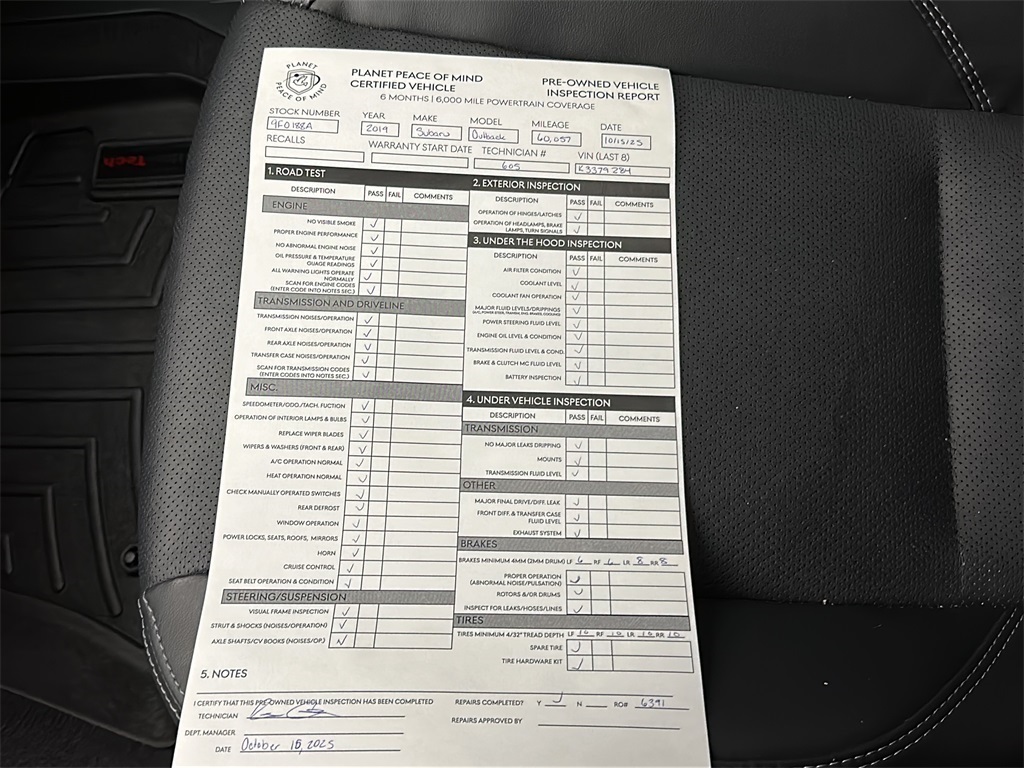 PLANET
PEACE OF MIND
PLANET PEACE OF MIND
CERTIFIED VEHICLE
PRE-OWNED VEHICLE
INSPECTION REPORT
6 MONTHS | 6,000 MILE POWERTRAIN COVERAGE
STOCK NUMBER YEAR MAKE MODEL MILEAGE DATE
9F0188A 2019 Subaru Outback 60,057 10/15/25
RECALLS WARRANTY START DATE TECHNICIAN # VIN (LAST 8)
605 K3379284
1. ROAD TEST
DESCRIPTION PASS FAIL COMMENTS
ENGINE
NO VISIBLE SMOKE ✓
PROPER ENGINE PERFORMANCE ✓
NO ABNORMAL ENGINE NOISE ✓
OIL PRESSURE & TEMPERATURE
GUAGE READINGS ✓
ALL WARNING LIGHTS OPERATE
NORMALLY ✓
SCAN FOR ENGINE CODES
(ENTER CODE INTO NOTES SEC.) ✓
TRANSMISSION AND DRIVELINE
TRANSMISSION NOISES/OPERATION ✓
FRONT AXLE NOISES/OPERATION ✓
REAR AXLE NOISES/OPERATION ✓
TRANSFER CASE NOISES/OPERATION ✓
SCAN FOR TRANSMISSION CODES
(ENTER CODES INTO NOTES SEC.) ✓
MISC.
SPEEDOMETER/ODO./TACH. FUCTION ✓
OPERATION OF INTERIOR LAMPS & BULBS ✓
REPLACE WIPER BLADES ✓
WIPERS & WASHERS (FRONT & REAR) ✓
A/C OPERATION NORMAL ✓
HEAT OPERATION NORMAL ✓
CHECK MANUALLY OPERATED SWITCHES ✓
REAR DEFROST ✓
WINDOW OPERATION ✓
POWER LOCKS, SEATS, ROOFS, MIRRORS ✓
HORN ✓
CRUISE CONTROL ✓
SEAT BELT OPERATION & CONDITION ✓
STEERING/SUSPENSION
VISUAL FRAME INSPECTION ✓
STRUT & SHOCKS (NOISES/OPERATION) ✓
AXLE SHAFTS/CV BOOTS (NOISES/OP.) ✓
2. EXTERIOR INSPECTION
DESCRIPTION PASS FAIL COMMENTS
OPERATION OF HINGES/LATCHES ✓
OPERATION OF HEADLAMPS, BRAKE
LAMPS, TURN SIGNALS ✓
3. UNDER THE HOOD INSPECTION
DESCRIPTION PASS FAIL COMMENTS
AIR FILTER CONDITION ✓
COOLANT LEVEL ✓
COOLANT FAN OPERATION ✓
MAJOR FLUID LEVELS/DRIPPINGS ✓
POWER STEERING FLUID LEVEL ✓
ENGINE OIL LEVEL & CONDITION ✓
TRANSMISSION FLUID LEVEL & COND. ✓
BRAKE & CLUTCH MC FLUID LEVEL ✓
BATTERY INSPECTION ✓
4. UNDER VEHICLE INSPECTION
DESCRIPTION PASS FAIL COMMENTS
TRANSMISSION
NO MAJOR LEAKS DRIPPING ✓
MOUNTS ✓
TRANSMISSION FLUID LEVEL ✓
OTHER
MAJOR FINAL DRIVE/DIFF. LEAK ✓
FRONT DIFF. & TRANSFER CASE
FLUID LEVEL ✓
EXHAUST SYSTEM ✓
BRAKES
BRAKES MINIMUM 4MM (2MM DRUM) LF 6 RF 6 LR 8 RR 8
PROPER OPERATION
(ABNORMAL NOISE/PULSATION) ✓
ROTORS &/OR DRUMS ✓
INSPECT FOR LEAKS/HOSES/LINES ✓
TIRES
TIRES MINIMUM 4/32" TREAD DEPTH LF 10 RF 10 LR 10 RR 10
SPARE TIRE ✓
TIRE HARDWARE KIT ✓
5. NOTES
I CERTIFY THAT THIS PRE-OWNED VEHICLE INSPECTION HAS BEEN COMPLETED
TECHNICIAN
DEPT. MANAGER
DATE October 15, 2025
REPAIRS COMPLETED? Y ✓ N RO# 6391
REPAIRS APPROVED BY
Tech